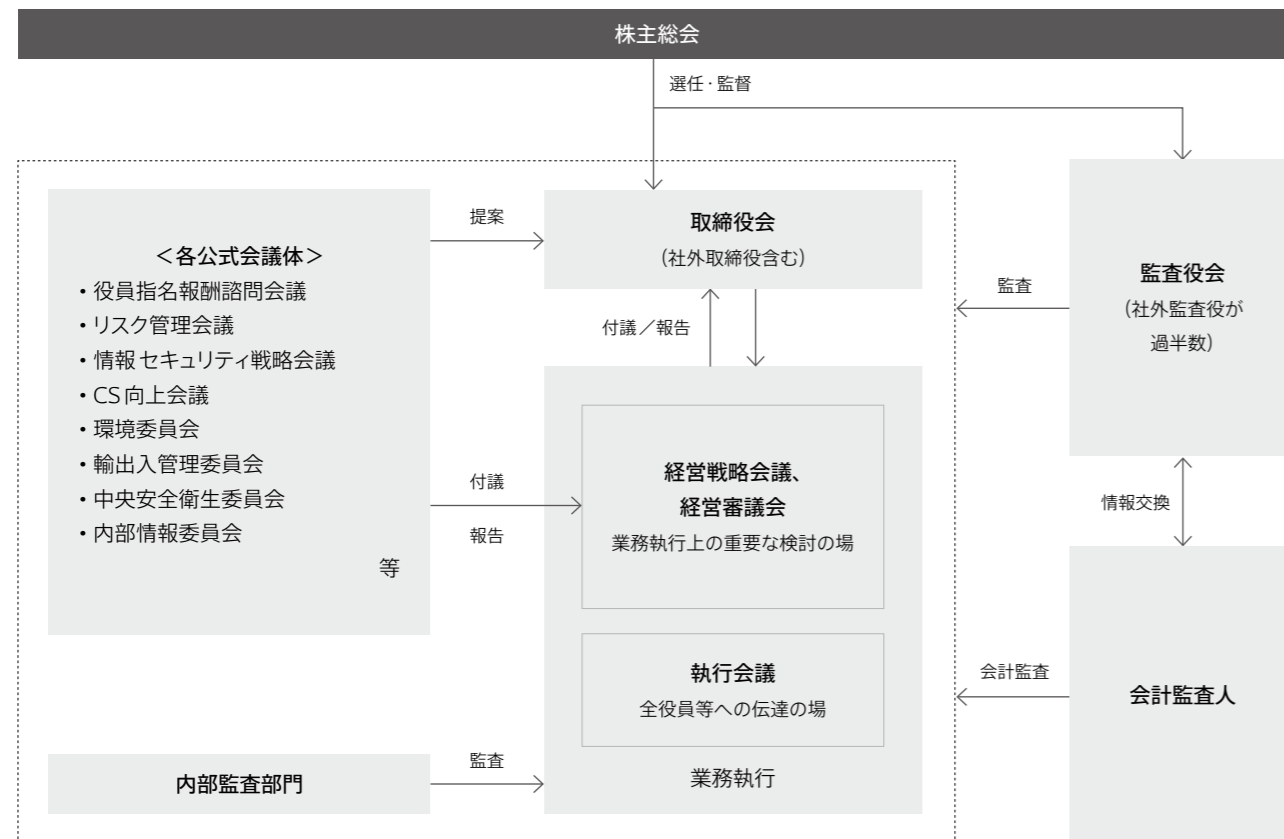 株主総会
選任・監督
＜各公式会議体＞
・役員指名報酬諮問会議
・リスク管理会議
・情報セキュリティ戦略会議
・CS向上会議
・環境委員会
・輸出入管理委員会
・中央安全衛生委員会
・内部情報委員会
等
提案
取締役会
（社外取締役含む）
付議／報告
付議
報告
経営戦略会議、
経営審議会
業務執行上の重要な検討の場
執行会議
全役員等への伝達の場
業務執行
内部監査部門
監査
監査
監査役会
（社外監査役が
過半数）
情報交換
会計監査
会計監査人